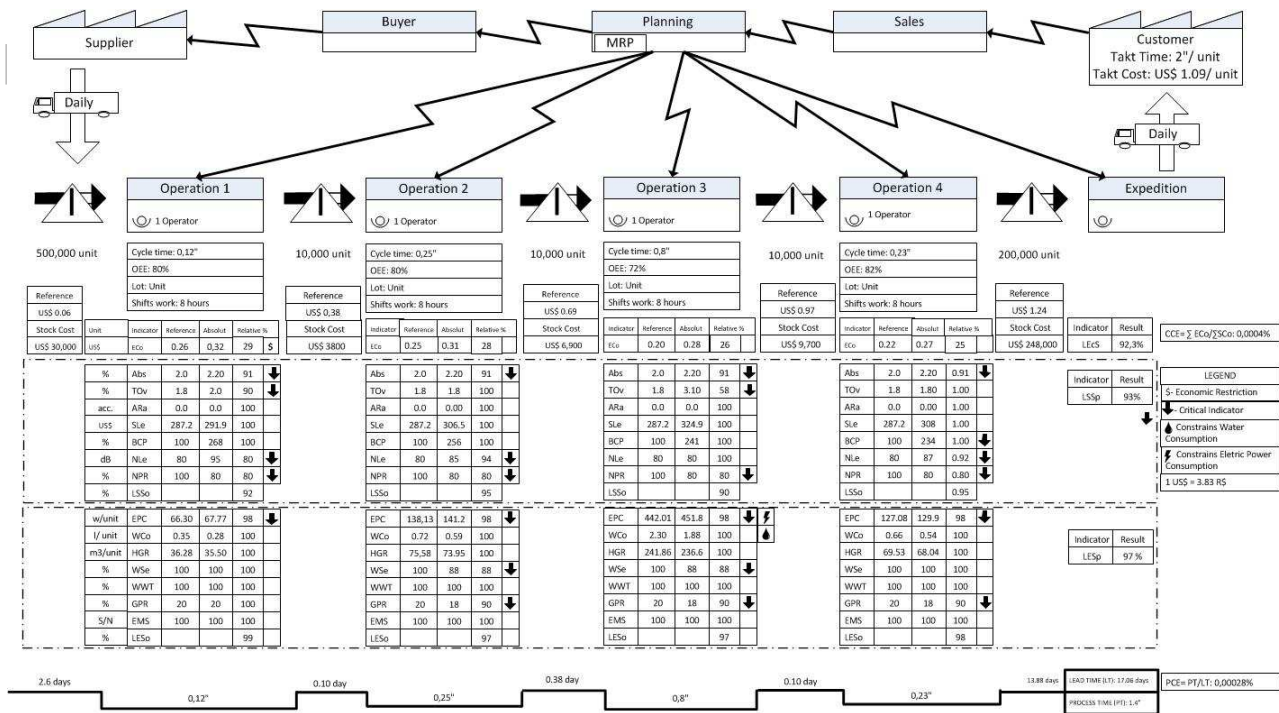 Supplier
Buyer
Planning
MRP
Sales
Customer
Takt Time: 2"/ unit
Takt Cost: US$ 1.09/ unit
Daily
Daily
Operation 1
1 Operator
Operation 2
1 Operator
Operation 3
1 Operator
Operation 4
1 Operator
Expedition
500,000 unit
Cycle time: 0,12"
OEE: 80%
Lot: Unit
Shifts work: 8 hours
10,000 unit
Cycle time: 0,25"
OEE: 80%
Lot: Unit
Shifts work: 8 hours
10,000 unit
Cycle time: 0,8"
OEE: 72%
Lot: Unit
Shifts work: 8 hours
10,000 unit
Cycle time: 0,23"
OEE: 82%
Lot: Unit
Shifts work: 8 hours
200,000 unit
Reference
US$ 0.06
Stock Cost
US$ 30,000
Reference
US$ 0,38
Stock Cost
US$ 3800
Reference
US$ 0.69
Stock Cost
US$ 6,900
Reference
US$ 0.97
Stock Cost
US$ 9,700
Reference
US$ 1.24
Stock Cost
US$ 248,000
Unit Indicator Reference Absolut Relative %
US$ ECo 0.26 0,32 29 $
% Abs 2.0 2.20 91
% TOv 1.8 2.0 90
acc. ARa 0.0 0.0 100
US$ SLe 287.2 291.9 100
% BCP 100 268 100
dB NLe 80 95 80
% NPR 100 80 80
% LSSo 92
w/unit EPC 66.30 67.77 98
l/ unit WCo 0.35 0.28 100
m3/unit HGR 36.28 35.50 100
% WSe 100 100 100
% WWT 100 100 100
% GPR 20 20 100
S/N EMS 100 100 100
% LESo 99
Indicator Reference Absolut Relative %
ECo 0.25 0.31 28
Abs 2.0 2.20 91
TOv 1.8 1.8 100
ARa 0.0 0.00 100
SLe 287.2 306.5 100
BCP 100 256 100
NLe 80 85 94
NPR 100 80 80
LSSo 95
EPC 138,13 141.2 98
WCo 0.72 0.59 100
HGR 75,58 73.95 100
WSe 100 88 88
WWT 100 100 100
GPR 20 18 90
EMS 100 100 100
LESo 97
Indicator Reference Absolut Relative %
ECo 0.20 0.28 26
Abs 2.0 2.20 91
TOv 1.8 3.10 58
ARa 0.0 0.0 100
SLe 287.2 324.9 100
BCP 100 241 100
NLe 80 80 100
NPR 100 80 80
LSSo 90
EPC 442.01 451.8 98
WCo 2.30 1.88 100
HGR 241.86 236.6 100
WSe 100 88 88
WWT 100 100 100
GPR 20 18 90
EMS 100 100 100
LESo 97
Indicator Reference Absolut Relative %
ECo 0.22 0.27 25
Abs 2.0 2.20 0.91
TOv 1.8 1.80 1.00
ARa 0.0 0.00 1.00
SLe 287.2 308 1.00
BCP 100 234 1.00
NLe 80 87 0.92
NPR 100 80 0.80
LSSo 0.95
EPC 127.08 129.9 98
WCo 0.66 0.54 100
HGR 69.53 68.04 100
WSe 100 100 100
WWT 100 100 100
GPR 20 18 90
EMS 100 100 100
LESo 98
Indicator Result
LEcS 92,3%
CCE= ∑ ECo/∑SCo: 0,0004%
Indicator Result
LSSp 93%
LEGEND
$- Economic Restriction
- Critical Indicator
Constrains Water
Consumption
Constrains Eletric Power
Consumption
1 US$ = 3.83 R$
Indicator Result
LESp 97 %
2.6 days
0,12"
0.10 day
0,25"
0.38 day
0,8"
0.10 day
0,23"
13.88 days
LEAD TIME (LT): 17.06 days
PROCESS TIME (PT): 1.4"
PCE= PT/LT: 0,00028%